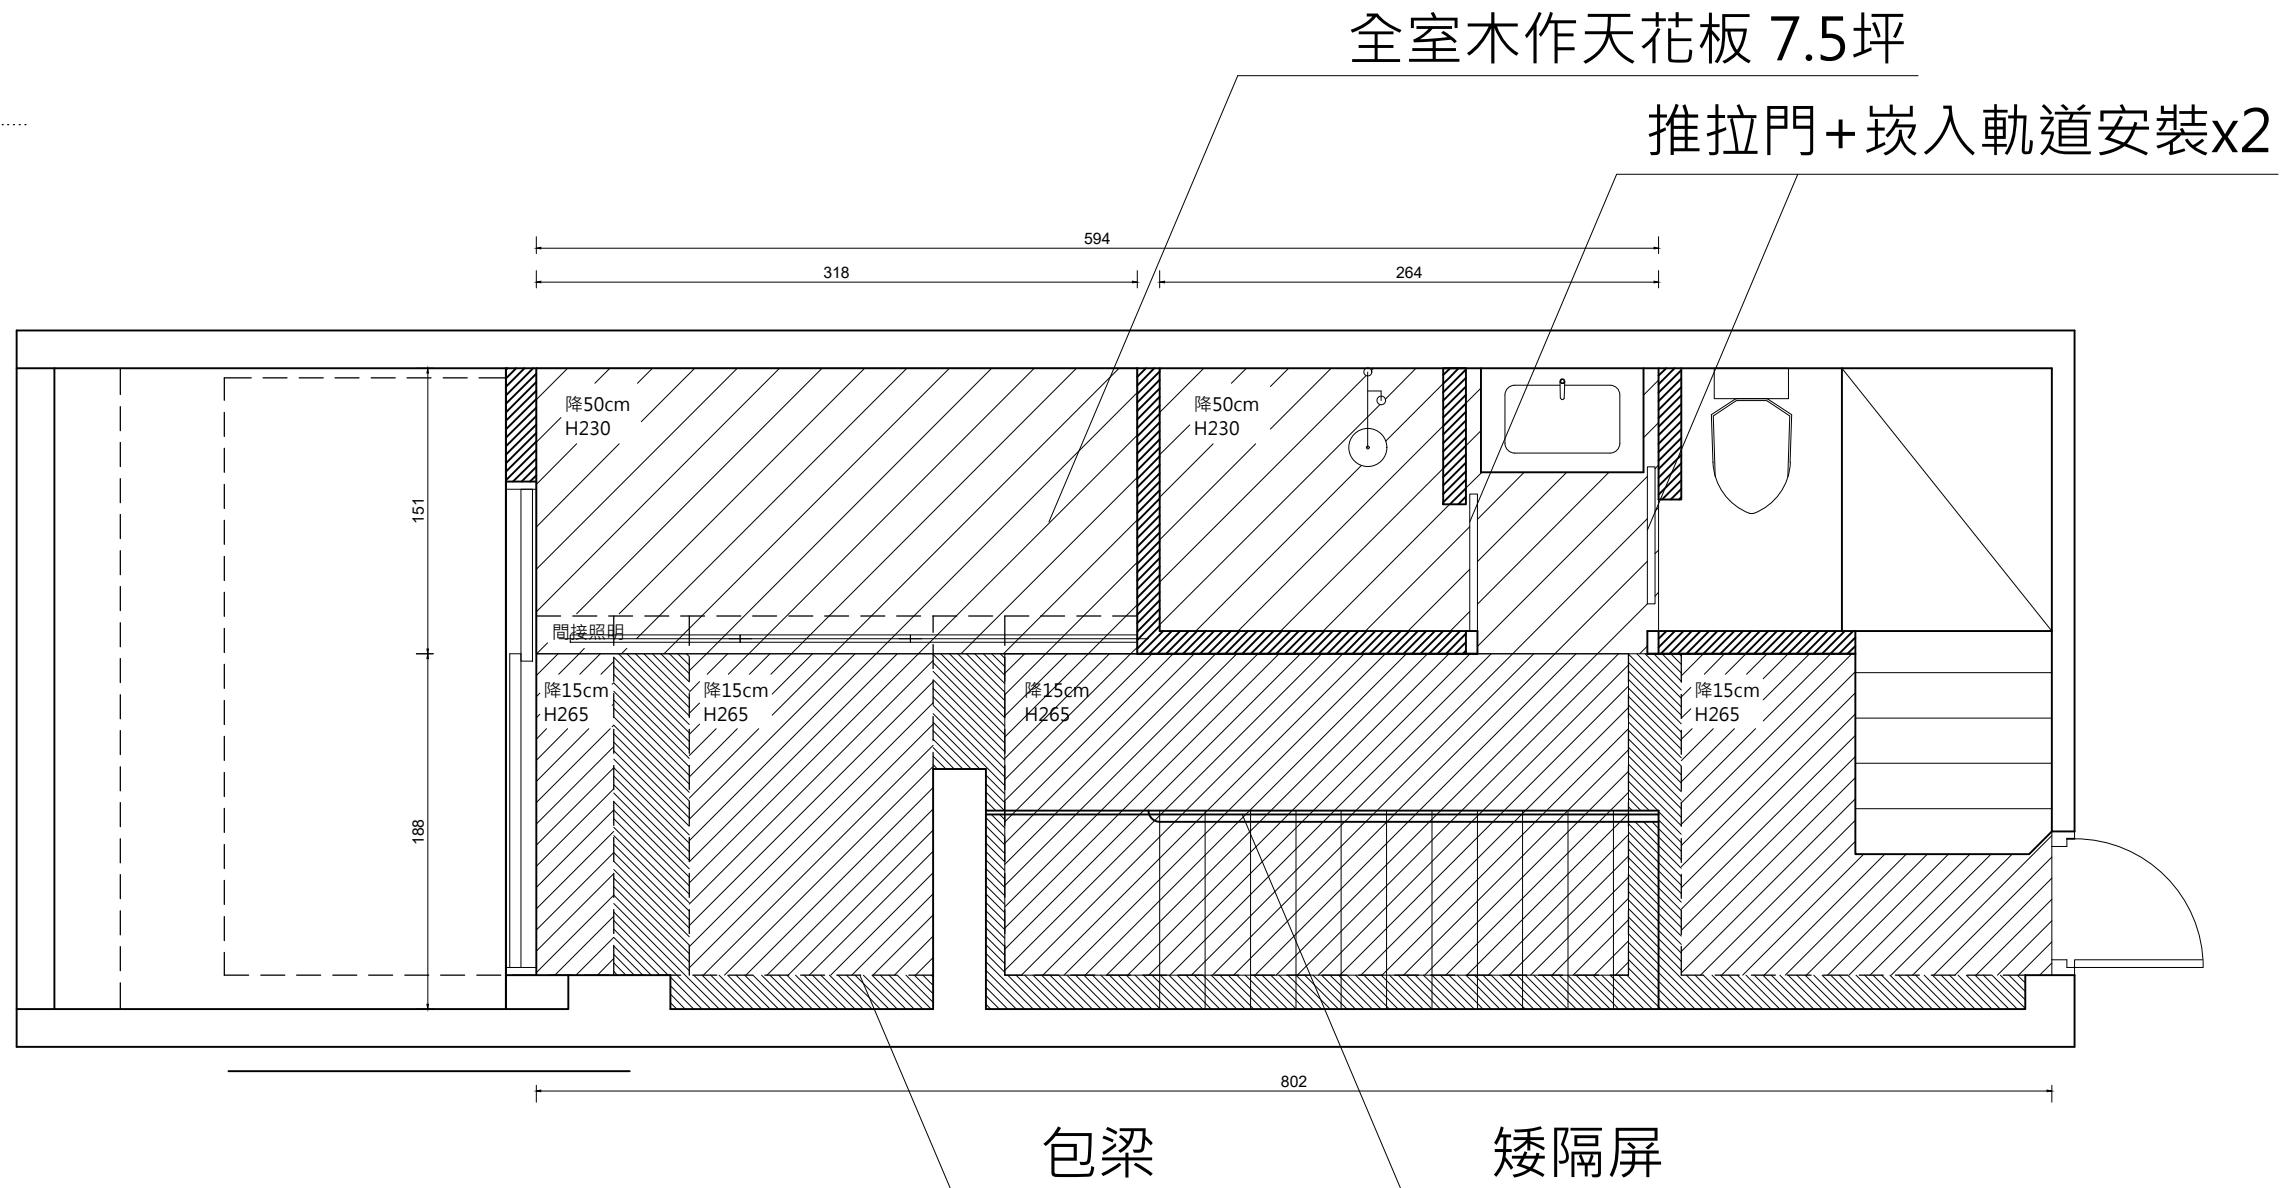 全室木作天花板 7.5坪
推拉門+崁入軌道安裝x2
594
318
264
降50cm
H230
降50cm
H230
151
間接照明
降15cm
H265
降15cm
H265
降15cm
H265
降15cm
H265
188
802
包梁
矮隔屏